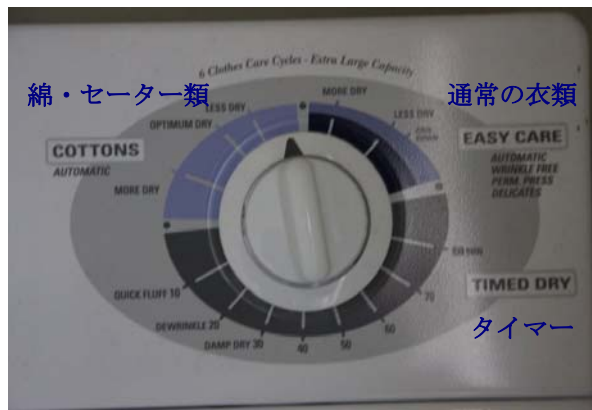 6 Clothes Care Cycles - Extra Large Capacity
綿・セーター類
通常の衣類
MORE DRY
LESS DRY
LESS DRY
OPTIMUM DRY
COTTONS
AUTOMATIC
MORE DRY
EASY CARE
AUTOMATIC
WRINKLE FREE
PERM. PRESS
DELICATES
TIMED DRY
タイマー
QUICK FLUFF 10
DEWRINKLE 20
DAMP DRY 30
40
50
60
70